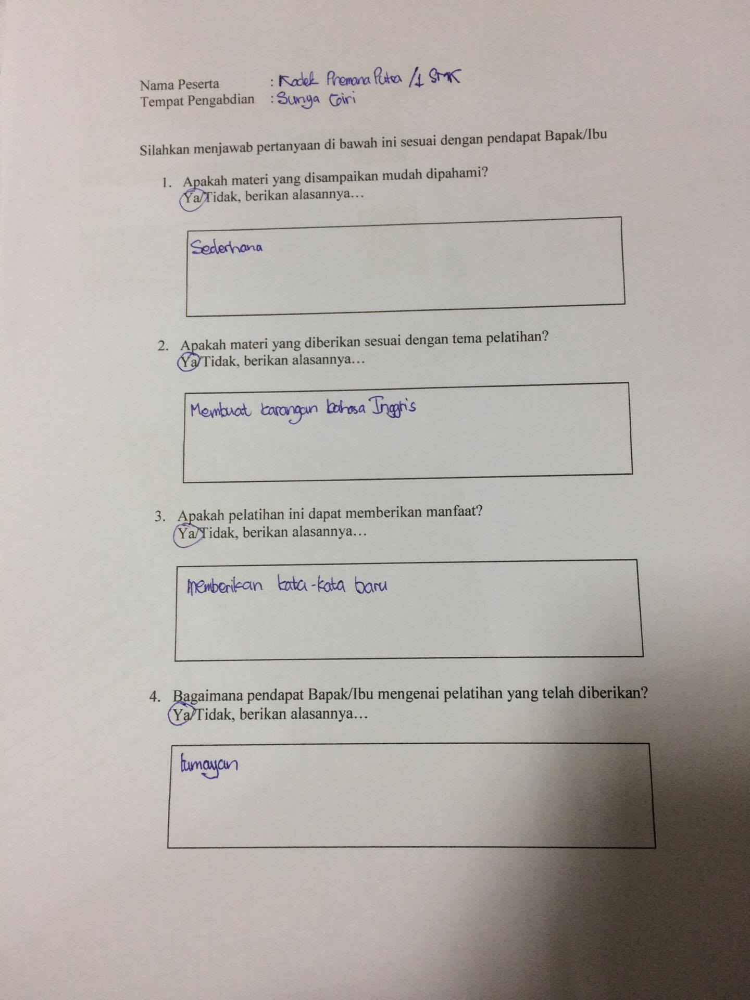 Nama Peserta : Kadek Premana Putra /1 SMK
Tempat Pengabdian : Sunya Giri
Silahkan menjawab pertanyaan di bawah ini sesuai dengan pendapat Bapak/Ibu
1. Apakah materi yang disampaikan mudah dipahami?
Ya/Tidak, berikan alasannya…
Sederhana
2. Apakah materi yang diberikan sesuai dengan tema pelatihan?
Ya/Tidak, berikan alasannya…
Membuat karangan bahasa Inggris
3. Apakah pelatihan ini dapat memberikan manfaat?
Ya/Tidak, berikan alasannya…
Memberikan kata-kata baru
4. Bagaimana pendapat Bapak/Ibu mengenai pelatihan yang telah diberikan?
Ya/Tidak, berikan alasannya…
lumayan